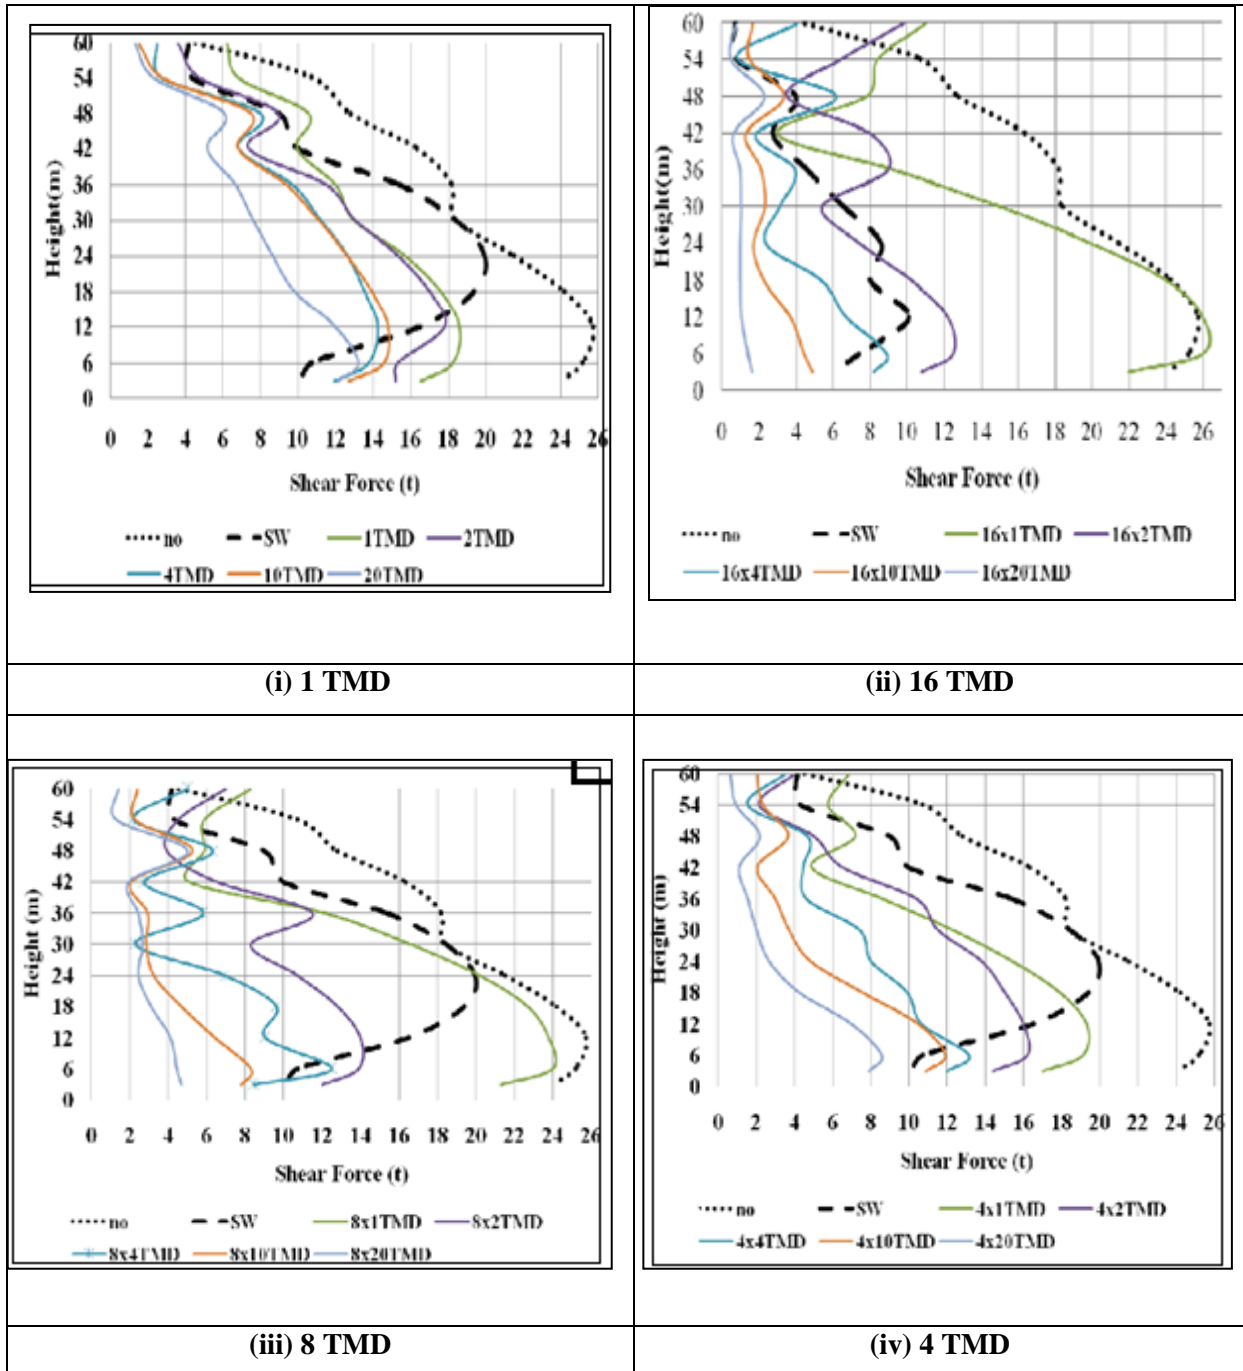 60
54
48
42
36
30
24
18
12
6
0
Height(m)
0 2 4 6 8 10 12 14 16 18 20 22 24 26
Shear Force (t)
no SW 1TMD 2TMD
4TMD 10TMD 20TMD
60
54
48
42
36
30
24
18
12
6
0
Height(m)
0 2 4 6 8 10 12 14 16 18 20 22 24 26
Shear Force (t)
no SW 16x1TMD 16x2TMD
16x4TMD 16x10TMD 16x20TMD
(i) 1 TMD
(ii) 16 TMD
60
54
48
42
36
30
24
18
12
6
0
Height (m)
0 2 4 6 8 10 12 14 16 18 20 22 24 26
Shear Force (t)
no SW 8x1TMD 8x2TMD
8x4TMD 8x10TMD 8x20TMD
60
54
48
42
36
30
24
18
12
6
0
Height (m)
0 2 4 6 8 10 12 14 16 18 20 22 24 26
Shear Force (t)
no SW 4x1TMD 4x2TMD
4x4TMD 4x10TMD 4x20TMD
(iii) 8 TMD
(iv) 4 TMD